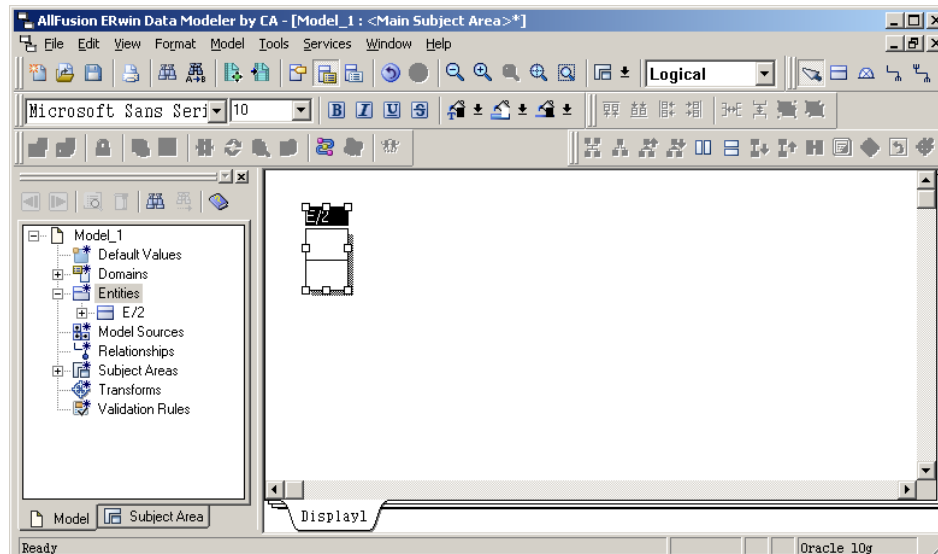 AllFusion ERwin Data Modeler by CA - [Model_1 : <Main Subject Area>*]
File Edit View Format Model Tools Services Window Help
Logical
Microsoft Sans Seri 10 B I U S
E/2
Model_1
Default Values
Domains
Entities
E/2
Model Sources
Relationships
Subject Areas
Transforms
Validation Rules
Model Subject Area Display1
Ready Oracle 10g